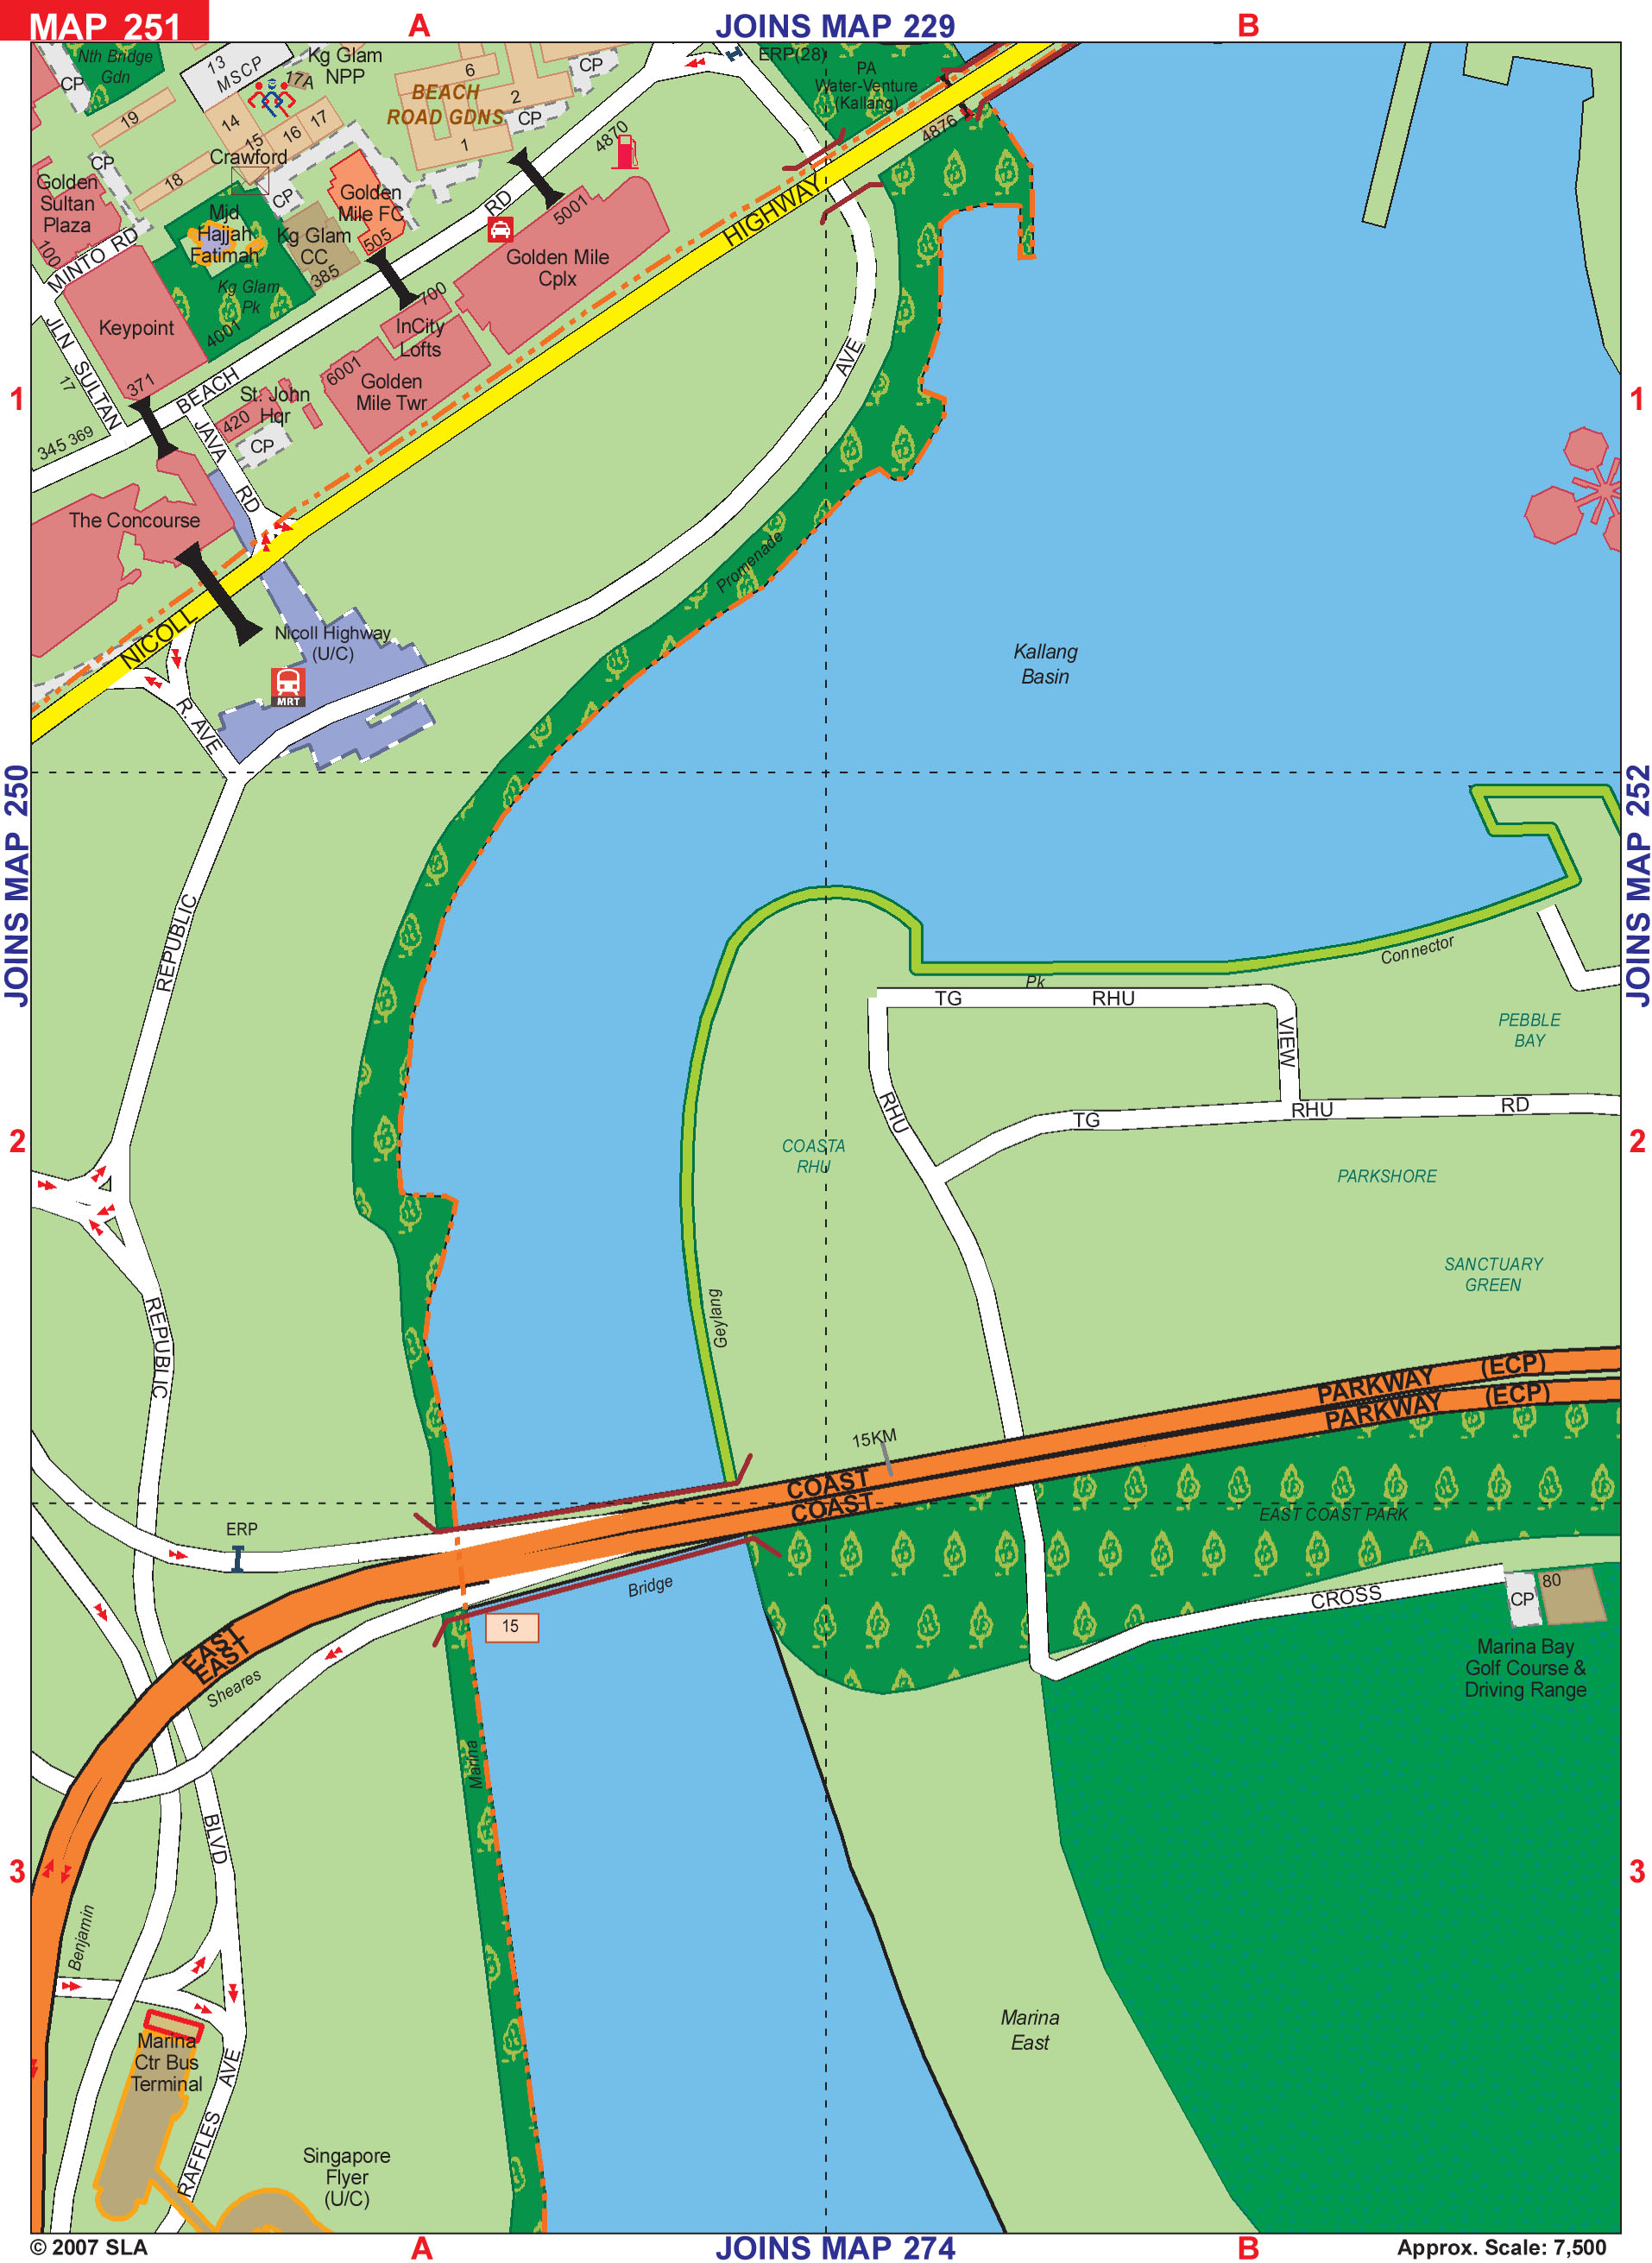 MAP 251
A
JOINS MAP 229
B
Nth Bridge
Gdn
CP
13
MSCP
17A
Kg Glam
NPP
6
2
BEACH
ROAD GDNS
1
CP
CP
ERP(28)
PA
Water-Venture
(Kallang)
4876
19
14
15
16
17
18
CP
Crawford
CP
4870
Golden
Sultan
Plaza
100
MINTO RD
Mjd
Hajjah
Fatimah
Kg Glam
CC
385
Golden
Mile FC
505
RD
5001
Golden Mile
Cplx
HIGHWAY
Kg Glam
Pk
4001
Keypoint
371
700
InCity
Lofts
6001
Golden
Mile Twr
AVE
JLN SULTAN
17
BEACH
St. John
Hqr
420
CP
345 369
JAVA
RD
1
1
The Concourse
NICOLL
Nicoll Highway
(U/C)
MRT
R. AVE
Promenade
Kallang
Basin
JOINS MAP 250
JOINS MAP 252
REPUBLIC
Connector
Pk
TG
RHU
VIEW
PEBBLE
BAY
RHU
TG
RHU
RD
2
2
COASTA
RHU
PARKSHORE
SANCTUARY
GREEN
REPUBLIC
Geylang
PARKWAY
(ECP)
PARKWAY
(ECP)
15KM
COAST
COAST
EAST COAST PARK
ERP
Bridge
15
CROSS
CP
80
Marina Bay
Golf Course &
Driving Range
EAST
EAST
Sheares
Marina
BLVD
3
3
Benjamin
Marina
Ctr Bus
Terminal
AVE
RAFFLES
Singapore
Flyer
(U/C)
Marina
East
© 2007 SLA
A
JOINS MAP 274
B
Approx. Scale: 7,500